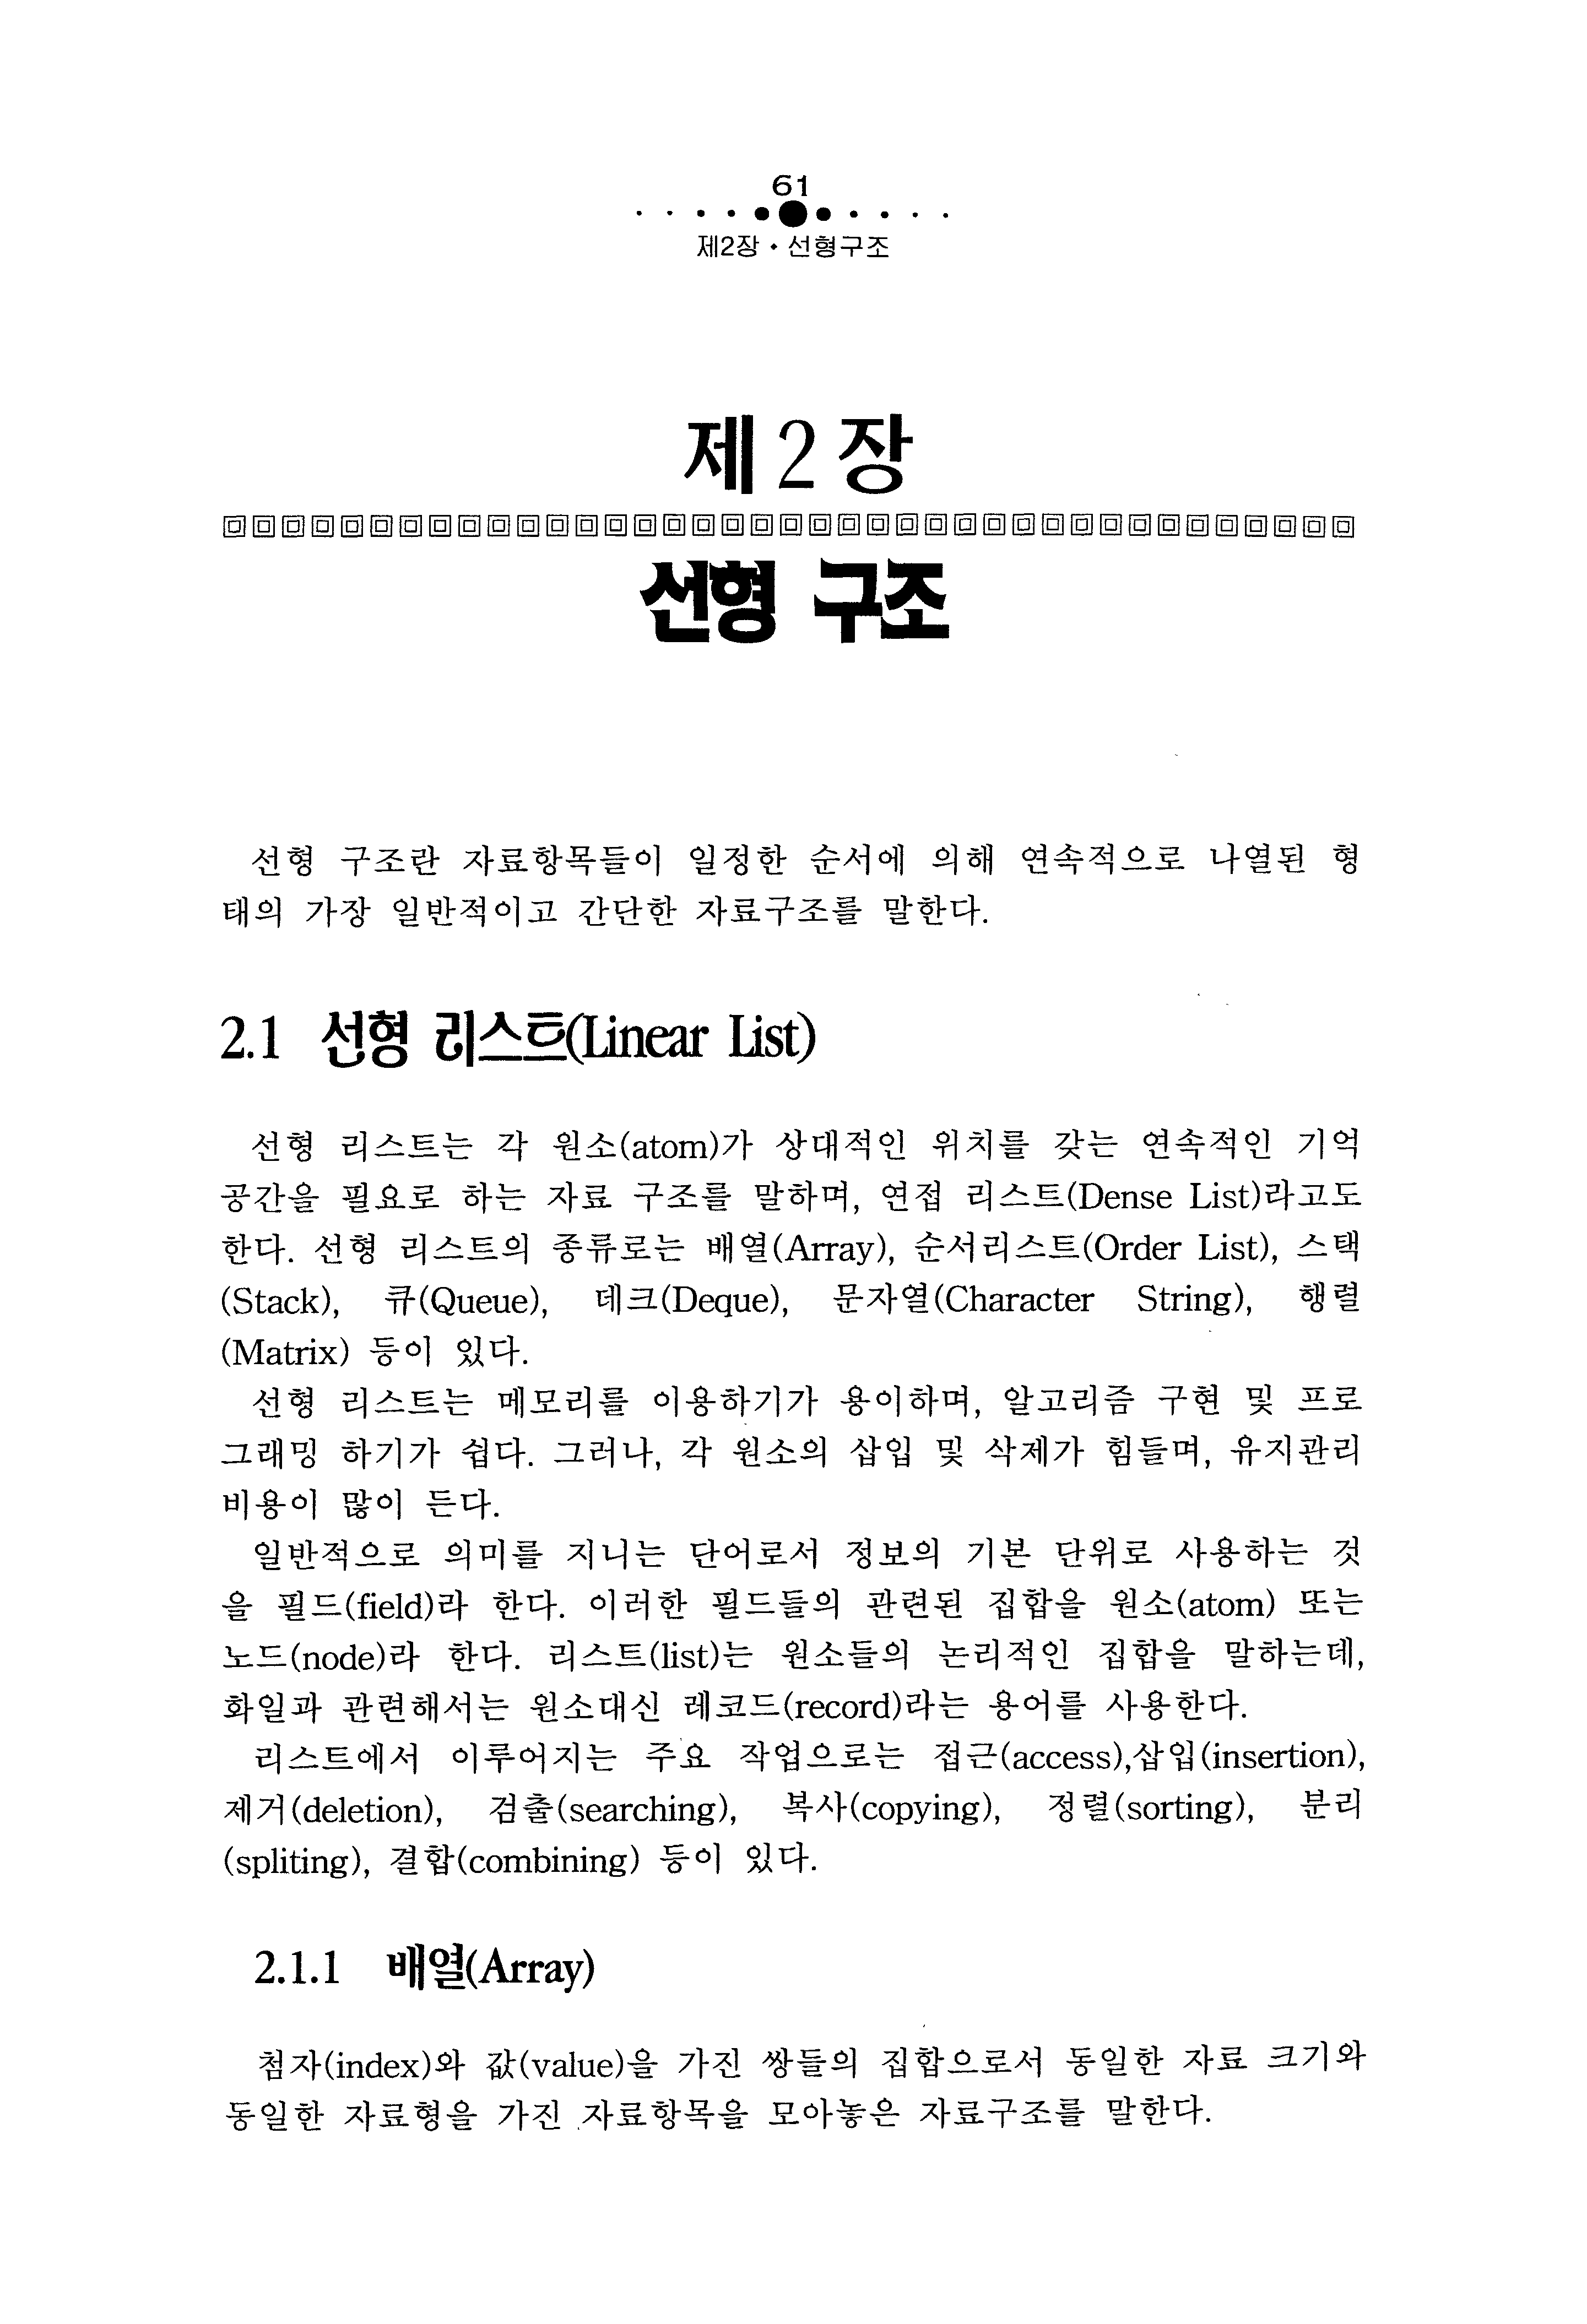 61
제2장 • 선형구조
제 2 장
선형 구조
선형 구조란 자료항목들이 일정한 순서에 의해 연속적으로 나열된 형
태의 가장 일반적이고 간단한 자료구조를 말한다.
2.1 선형 리스트(Linear List)
선형 리스트는 각 원소(atom)가 상대적인 위치를 갖는 연속적인 기억
공간을 필요로 하는 자료 구조를 말하며, 연접 리스트(Dense List)라고도
한다. 선형 리스트의 종류로는 배열(Array), 순서리스트(Order List), 스택
(Stack), 큐(Queue), 데크(Deque), 문자열(Character String), 행렬
(Matrix) 등이 있다.
선형 리스트는 메모리를 이용하기가 용이하며, 알고리즘 구현 및 프로
그래밍 하기가 쉽다. 그러나, 각 원소의 삽입 및 삭제가 힘들며, 유지관리
비용이 많이 든다.
일반적으로 의미를 지니는 단어로서 정보의 기본 단위로 사용하는 것
을 필드(field)라 한다. 이러한 필드들의 관련된 집합을 원소(atom) 또는
노드(node)라 한다. 리스트(list)는 원소들의 논리적인 집합을 말하는데,
화일과 관련해서는 원소대신 레코드(record)라는 용어를 사용한다.
리스트에서 이루어지는 주요 작업으로는 접근(access),삽입(insertion),
제거(deletion), 검출(searching), 복사(copying), 정렬(sorting), 분리
(spliting), 결합(combining) 등이 있다.
2.1.1 배열(Array)
첨자(index)와 값(value)을 가진 쌍들의 집합으로서 동일한 자료 크기와
동일한 자료형을 가진 자료항목을 모아놓은 자료구조를 말한다.